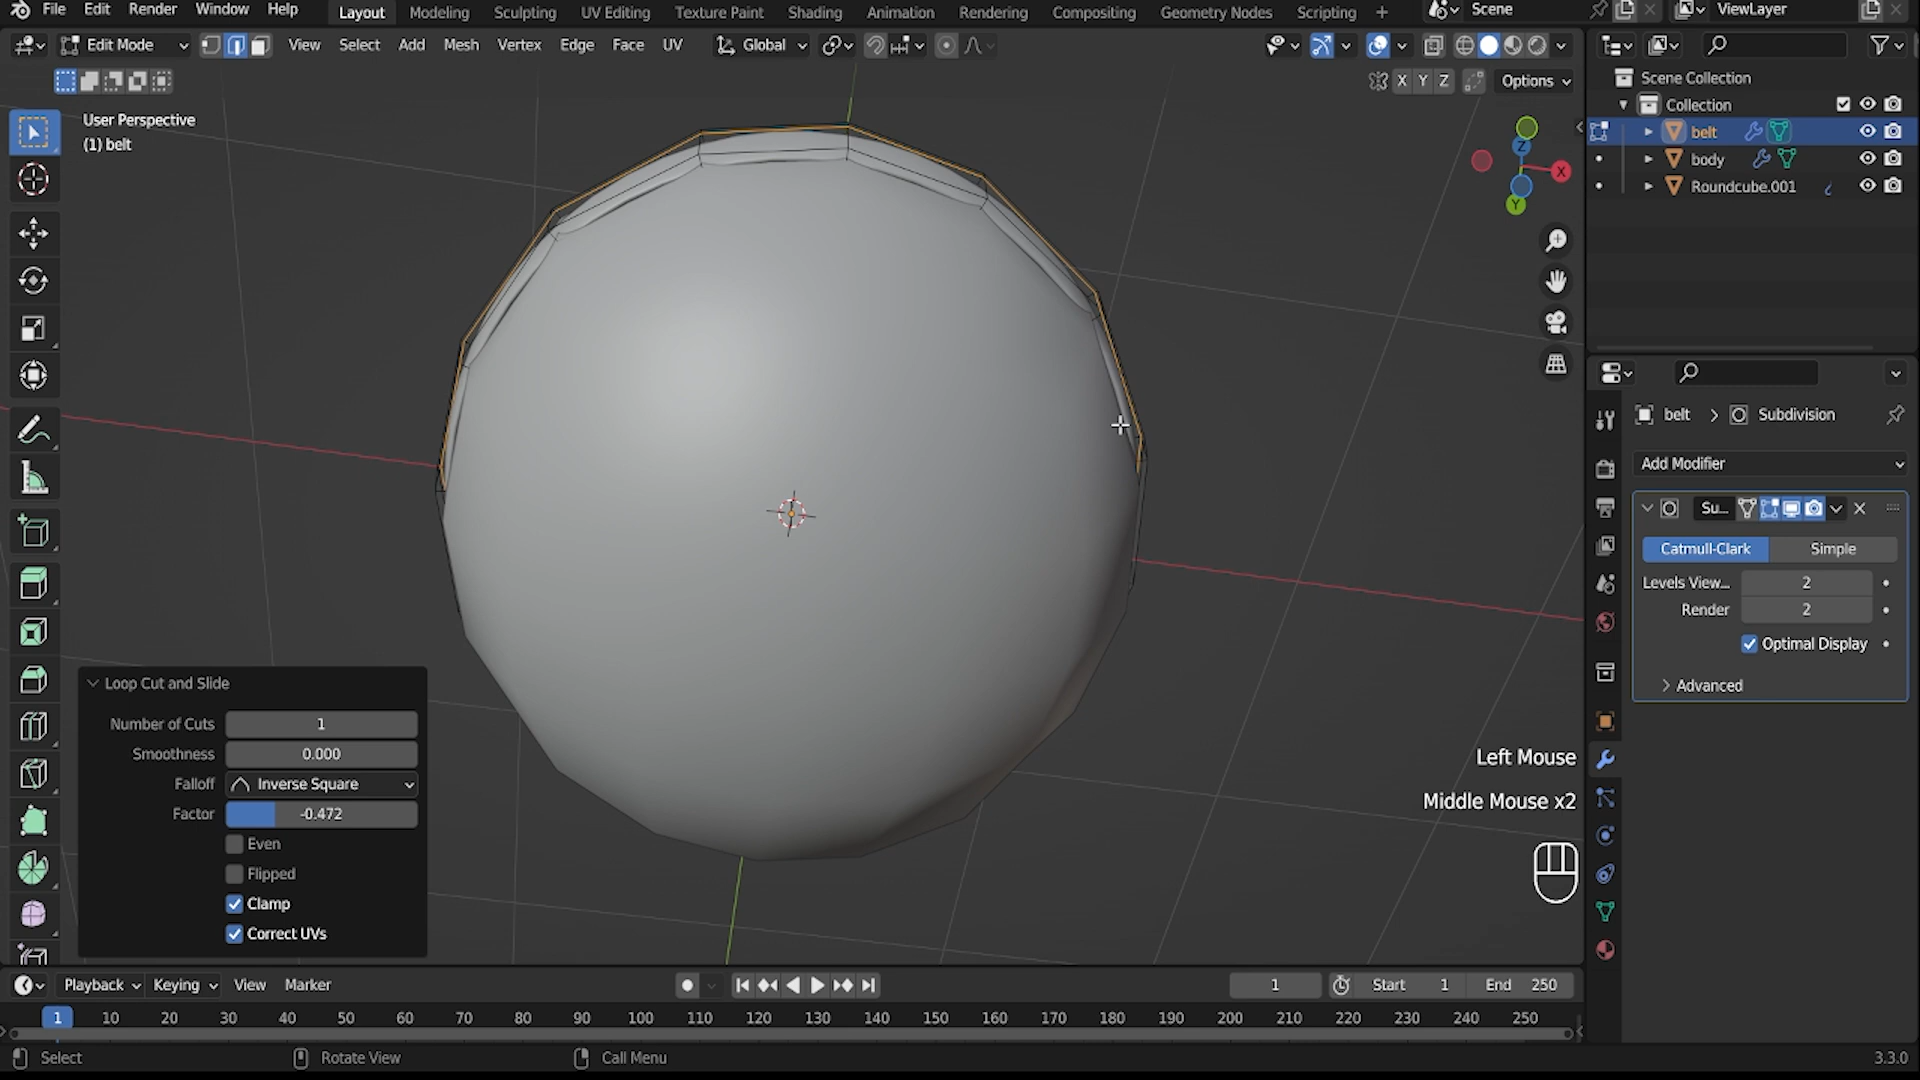 File Edit Render Window Help Layout Modeling Sculpting UV Editing Texture Paint Shading Animation Rendering Compositing Geometry Nodes Scripting + Scene ViewLayer
Edit Mode View Select Add Mesh Vertex Edge Face UV Global
X Y Z Options
User Perspective
(1) belt
Z
X
Y
Scene Collection
Collection
belt
body
Roundcube.001
belt > Subdivision
Add Modifier
Su...
Catmull-Clark Simple
Levels View... 2
Render 2
Optimal Display
Advanced
Loop Cut and Slide
Number of Cuts 1
Smoothness 0.000
Falloff Inverse Square
Factor -0.472
Even
Flipped
Clamp
Correct UVs
Left Mouse
Middle Mouse x2
Playback Keying View Marker 1 Start 1 End 250
1 10 20 30 40 50 60 70 80 90 100 110 120 130 140 150 160 170 180 190 200 210 220 230 240 250
Select Rotate View Call Menu 3.3.0